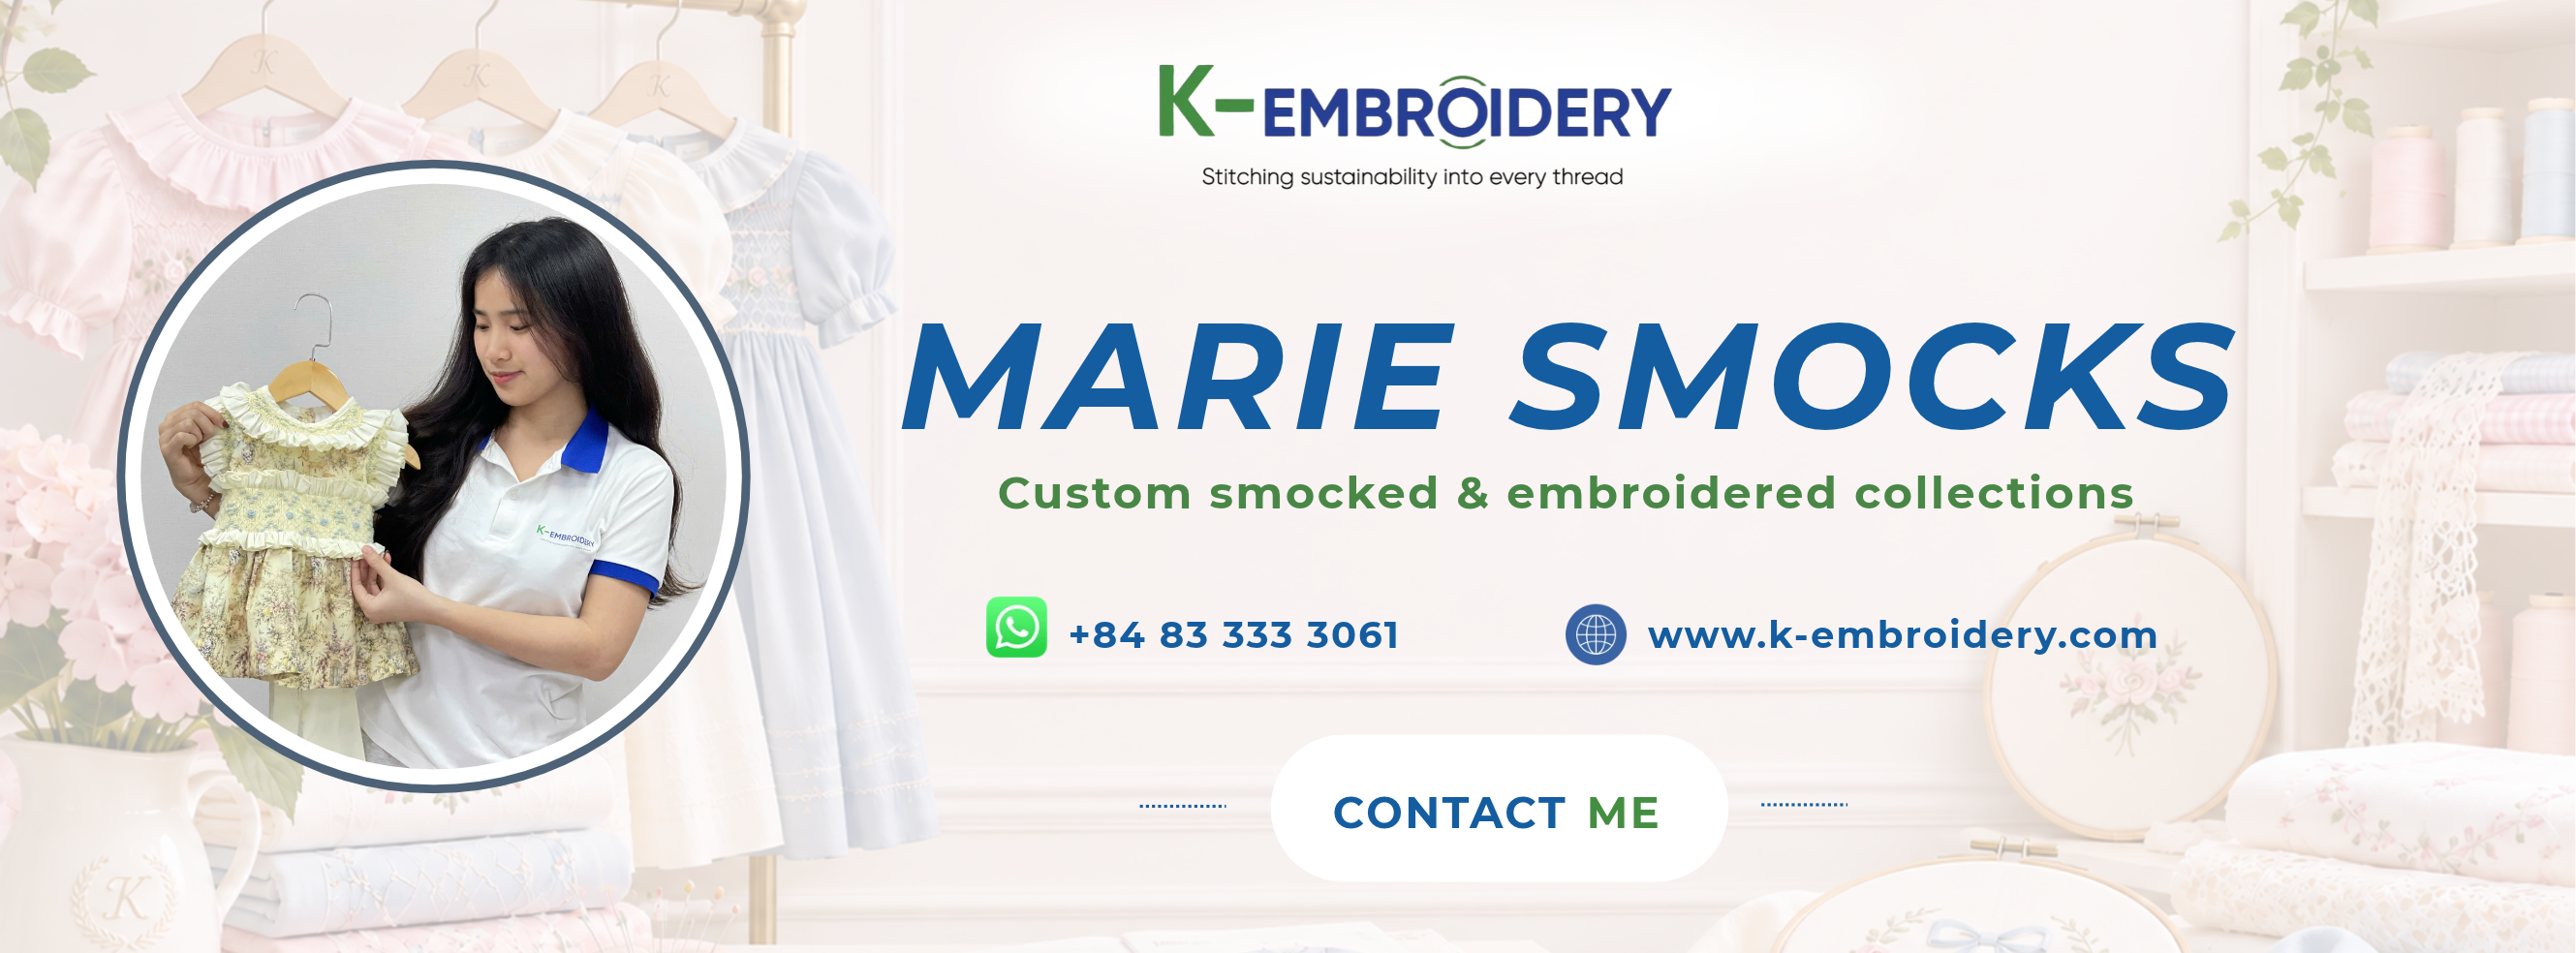 K-EMBROIDERY
Stitching sustainability into every thread
MARIE SMOCKS
Custom smocked & embroidered collections
+84 83 333 3061
www.k-embroidery.com
CONTACT ME
K
K
K
K-EMBROIDERY
K